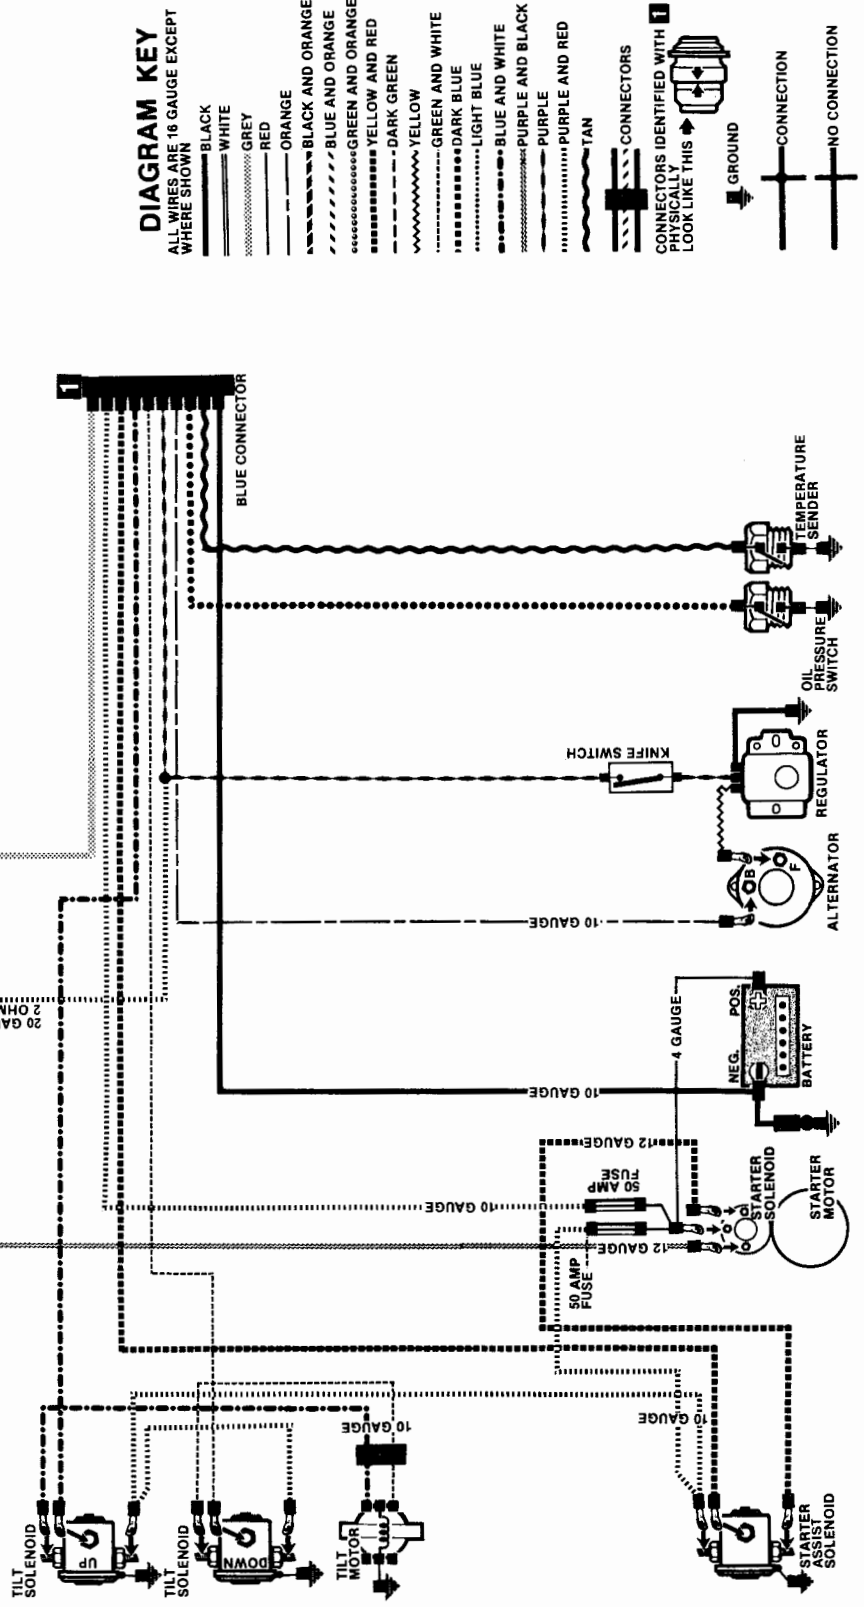 DIAGRAM KEY
ALL WIRES ARE 16 GAUGE EXCEPT
WHERE SHOWN
BLACK
WHITE
GREY
RED
ORANGE
BLACK AND ORANGE
BLUE AND ORANGE
GREEN AND ORANGE
YELLOW AND RED
DARK GREEN
YELLOW
GREEN AND WHITE
DARK BLUE
LIGHT BLUE
BLUE AND WHITE
PURPLE AND BLACK
PURPLE
PURPLE AND RED
TAN
CONNECTORS
CONNECTORS IDENTIFIED WITH 1
PHYSICALLY
LOOK LIKE THIS
GROUND
CONNECTION
NO CONNECTION
1
BLUE CONNECTOR
TEMPERATURE
SENDER
OIL
PRESSURE
SWITCH
KNIFE SWITCH
REGULATOR
ALTERNATOR
B
F
10 GAUGE
20 GA
2 OHM
4 GAUGE
POS.
NEG.
BATTERY
10 GAUGE
12 GAUGE
50 AMP
FUSE
10 GAUGE
STARTER
SOLENOID
STARTER
MOTOR
12 GAUGE
50 AMP
FUSE
10 GAUGE
10 GAUGE
TILT
SOLENOID
UP
TILT
SOLENOID
DOWN
TILT
MOTOR
STARTER
ASSIST
SOLENOID